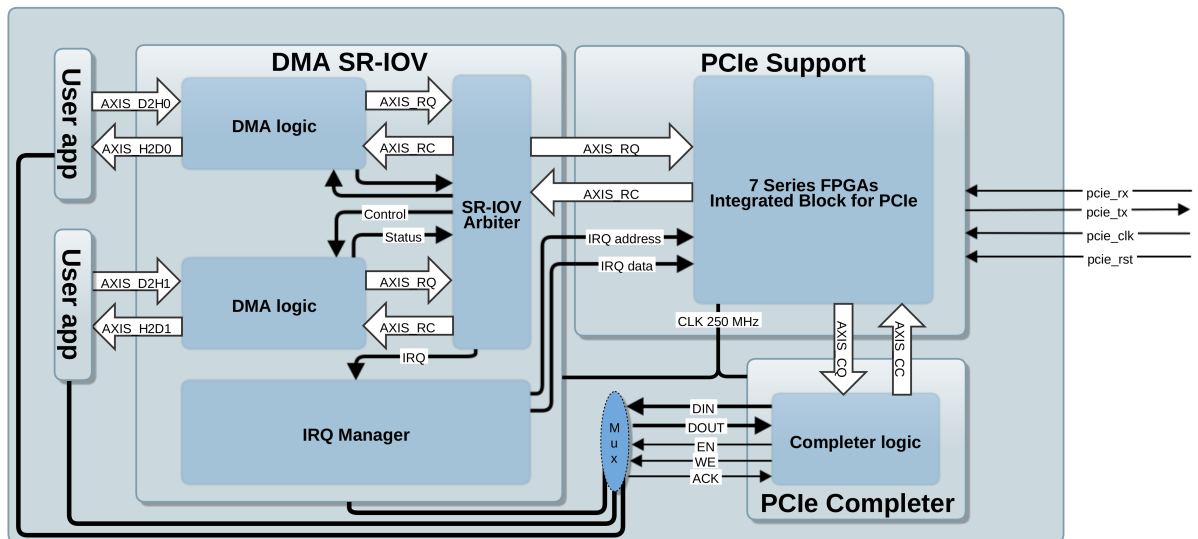 DMA SR-IOV
PCIe Support
User app
AXIS_D2H0
AXIS_H2D0
DMA logic
AXIS_RQ
AXIS_RC
SR-IOV
Arbiter
AXIS_RQ
AXIS_RC
7 Series FPGAs
Integrated Block for PCIe
pcie_rx
pcie_tx
pcie_clk
pcie_rst
Control
Status
IRQ address
IRQ data
User app
AXIS_D2H1
AXIS_H2D1
DMA logic
AXIS_RQ
AXIS_RC
CLK 250 MHz
AXIS_CQ
AXIS_CC
IRQ
IRQ Manager
Mux
DIN
DOUT
EN
WE
ACK
Completer logic
PCIe Completer